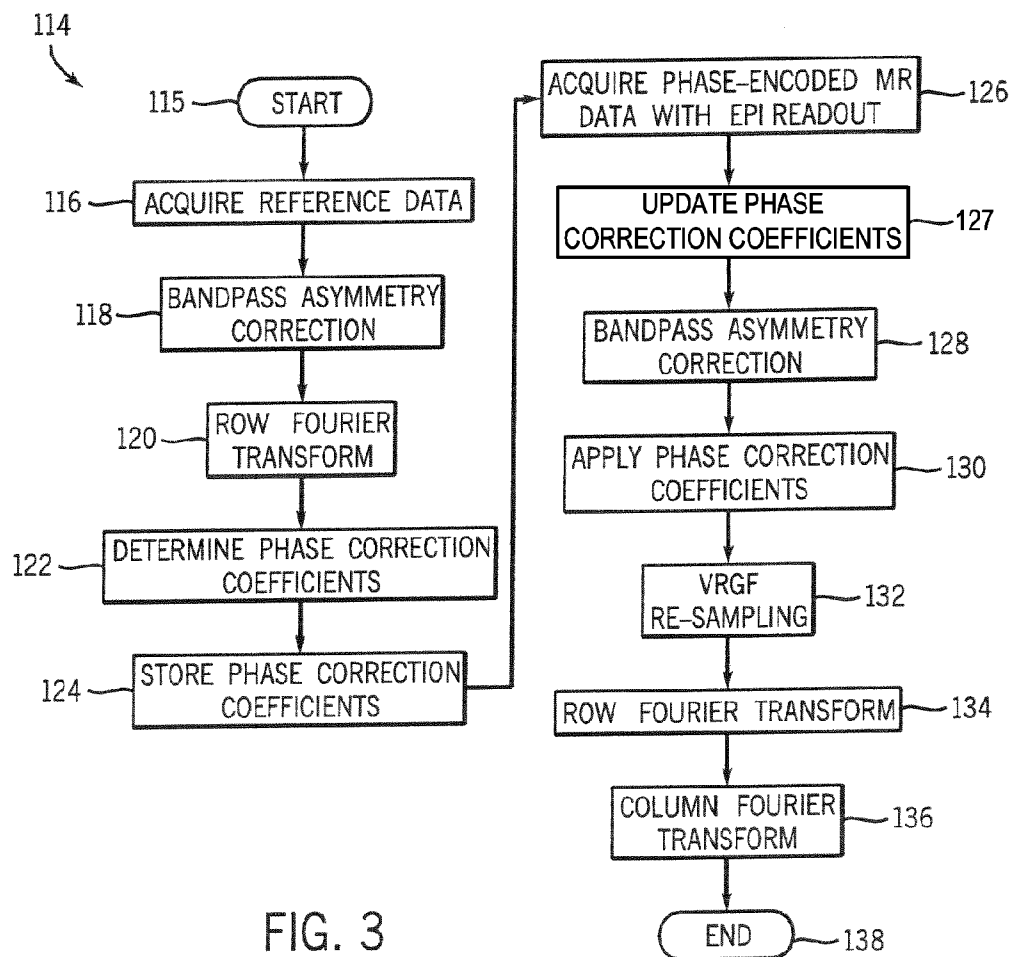 114
115
START
116
ACQUIRE REFERENCE DATA
118
BANDPASS ASYMMETRY
CORRECTION
120
ROW FOURIER
TRANSFORM
122
DETERMINE PHASE CORRECTION
COEFFICIENTS
124
STORE PHASE CORRECTION
COEFFICIENTS
ACQUIRE PHASE–ENCODED MR
DATA WITH EPI READOUT
126
UPDATE PHASE
CORRECTION COEFFICIENTS
127
BANDPASS ASYMMETRY
CORRECTION
128
APPLY PHASE CORRECTION
COEFFICIENTS
130
VRGF
RE–SAMPLING
132
ROW FOURIER TRANSFORM
134
COLUMN FOURIER
TRANSFORM
136
END
138
FIG. 3